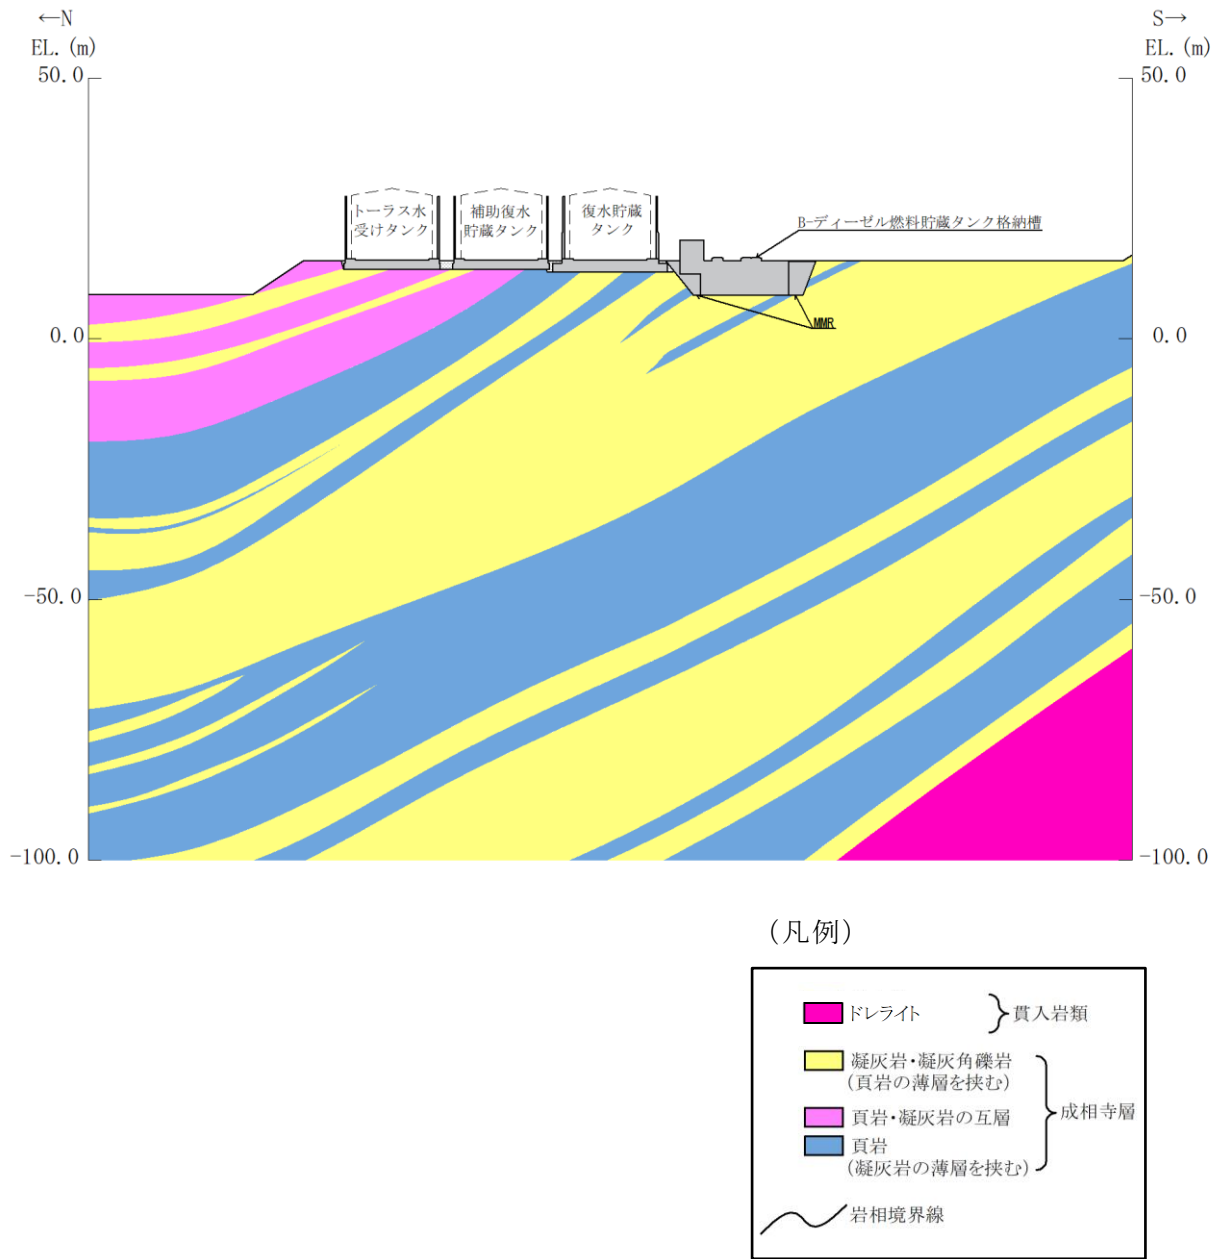 ←N
EL.(m)
S→
EL.(m)
50.0
50.0
トーラス水
受けタンク
補助復水
貯蔵タンク
復水貯蔵
タンク
B-ディーゼル燃料貯蔵タンク格納槽
MMR
0.0
0.0
-50.0
-50.0
-100.0
-100.0
(凡例)
ドレライト
貫入岩類
凝灰岩・凝灰角礫岩
(頁岩の薄層を挟む)
頁岩・凝灰岩の互層
成相寺層
頁岩
(凝灰岩の薄層を挟む)
岩相境界線